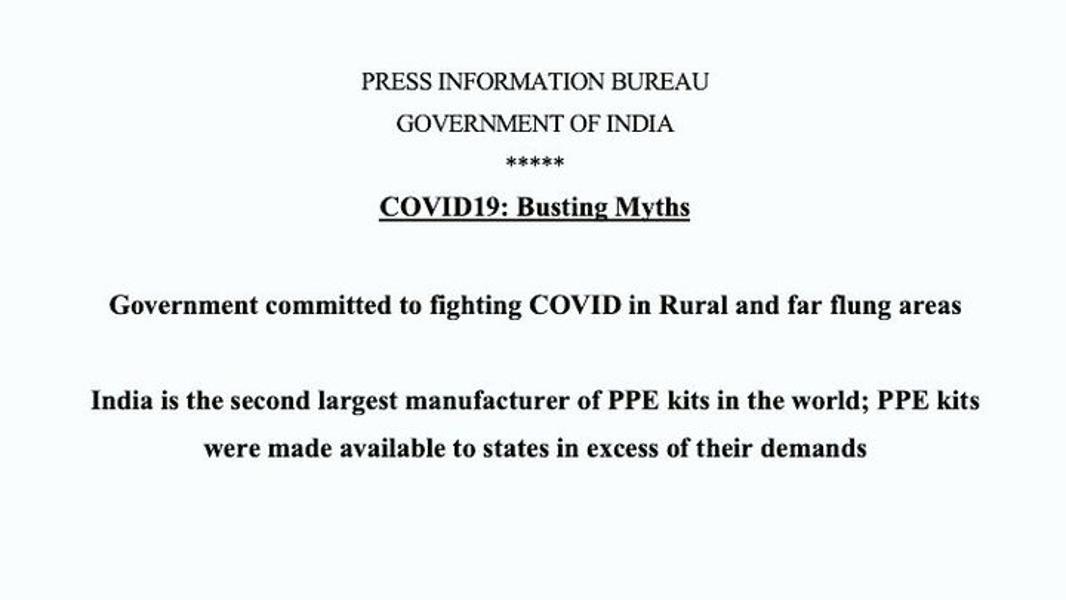 PRESS INFORMATION BUREAU
GOVERNMENT OF INDIA
*****
COVID19: Busting Myths
Government committed to fighting COVID in Rural and far flung areas
India is the second largest manufacturer of PPE kits in the world; PPE kits
were made available to states in excess of their demands